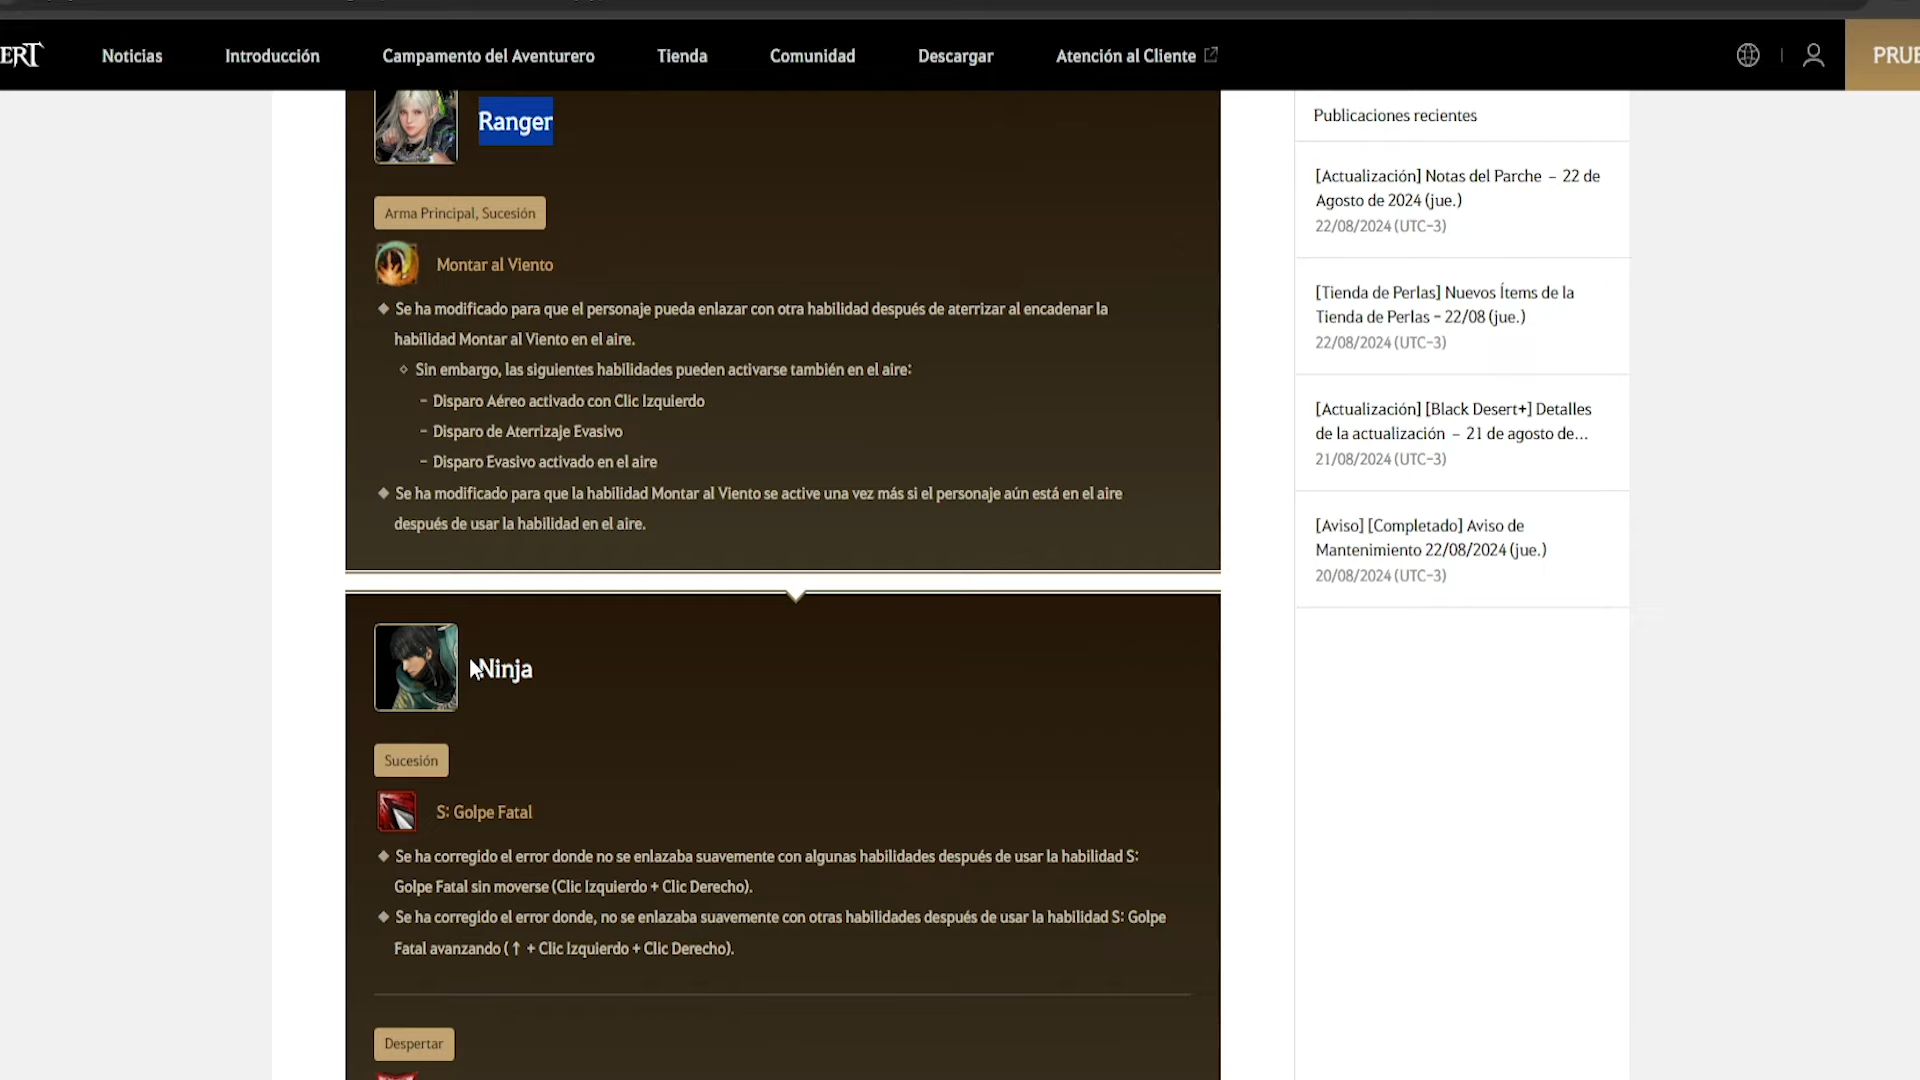 ERT Noticias Introducción Campamento del Aventurero Tienda Comunidad Descargar Atención al Cliente PRUE
Ranger
Arma Principal, Sucesión
Montar al Viento
◆ Se ha modificado para que el personaje pueda enlazar con otra habilidad después de aterrizar al encadenar la
habilidad Montar al Viento en el aire.
◇ Sin embargo, las siguientes habilidades pueden activarse también en el aire:
- Disparo Aéreo activado con Clic Izquierdo
- Disparo de Aterrizaje Evasivo
- Disparo Evasivo activado en el aire
◆ Se ha modificado para que la habilidad Montar al Viento se active una vez más si el personaje aún está en el aire
después de usar la habilidad en el aire.
Ninja
Sucesión
S: Golpe Fatal
◆ Se ha corregido el error donde no se enlazaba suavemente con algunas habilidades después de usar la habilidad S:
Golpe Fatal sin moverse (Clic Izquierdo + Clic Derecho).
◆ Se ha corregido el error donde, no se enlazaba suavemente con otras habilidades después de usar la habilidad S: Golpe
Fatal avanzando (↑ + Clic Izquierdo + Clic Derecho).
Despertar
Publicaciones recientes
[Actualización] Notas del Parche – 22 de
Agosto de 2024 (jue.)
22/08/2024 (UTC-3)
[Tienda de Perlas] Nuevos Ítems de la
Tienda de Perlas - 22/08 (jue.)
22/08/2024 (UTC-3)
[Actualización] [Black Desert+] Detalles
de la actualización – 21 de agosto de...
21/08/2024 (UTC-3)
[Aviso] [Completado] Aviso de
Mantenimiento 22/08/2024 (jue.)
20/08/2024 (UTC-3)